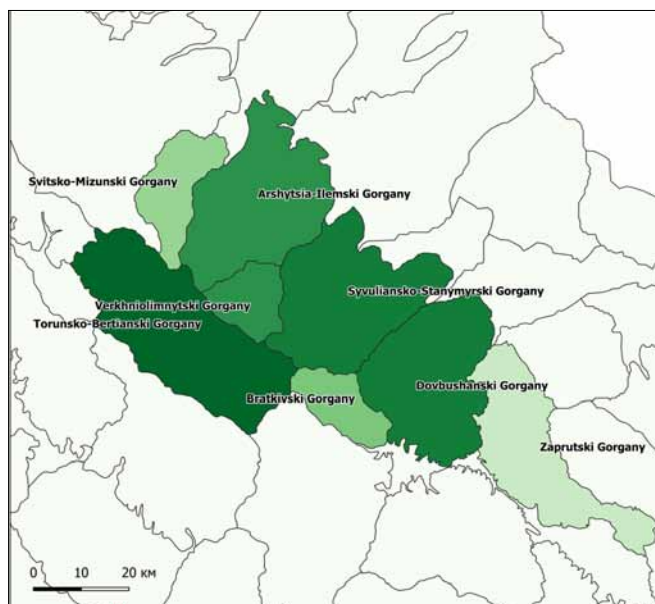 Svitsko-Mizunski Gorgany
Arshytsia-Ilemski Gorgany
Syvuliansko-Stanymyrski Gorgany
Verkhniolimnytski Gorgany
Torunsko-Bertianski Gorgany
Dovbushanski Gorgany
Bratkivski Gorgany
Zaprutski Gorgany
0 10 20 км